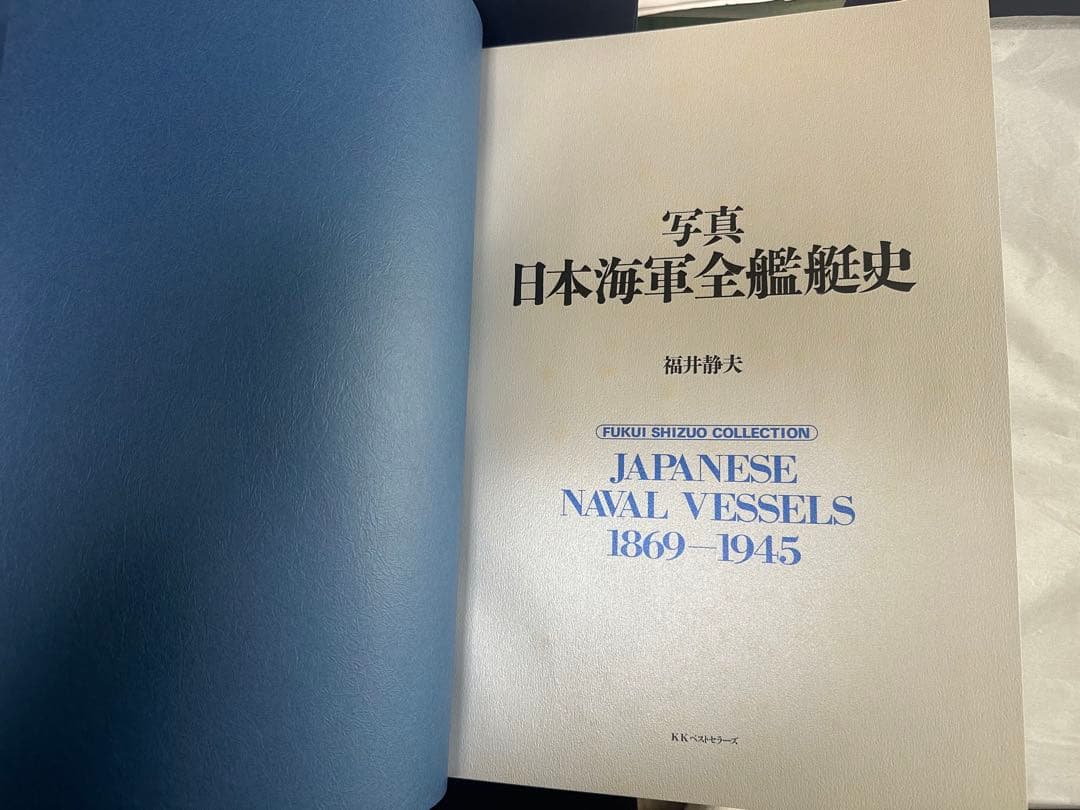 写真
日本海軍全艦艇史
福井静夫
FUKUI SHIZUO COLLECTION
JAPANESE
NAVAL VESSELS
1869—1945
KKベストセラーズ